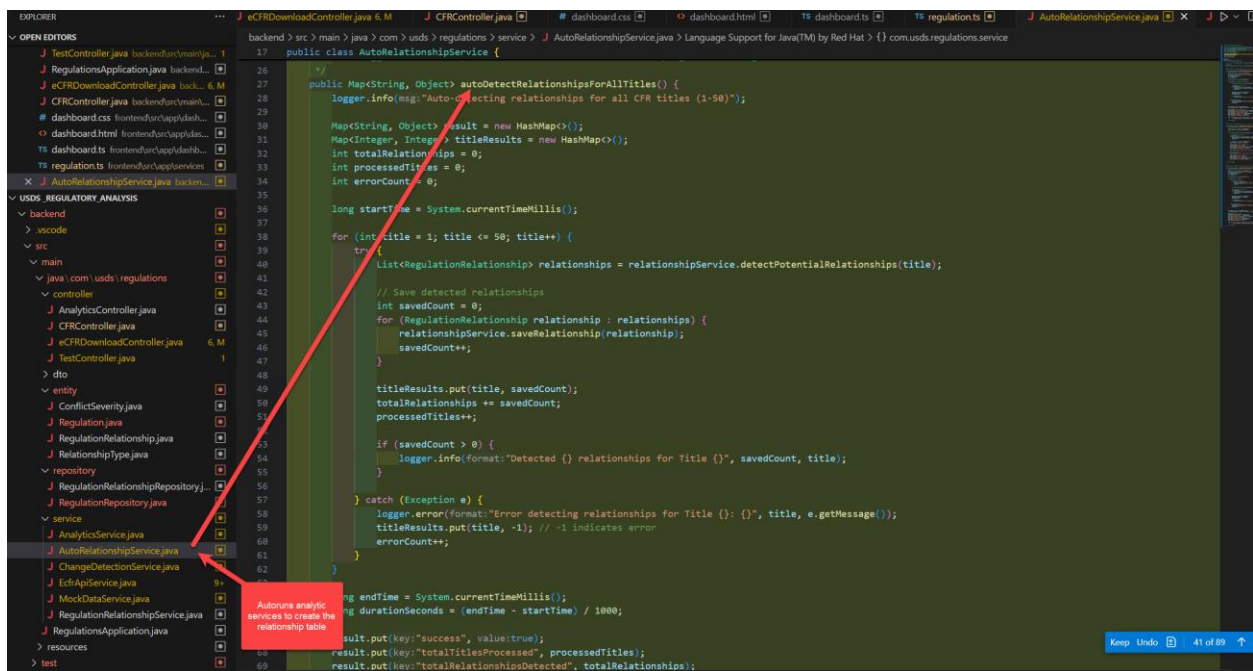 EXPLORER
...
J eCFRDownloadController.java 6, M
J CFRController.java
# dashboard.css
<> dashboard.html
TS dashboard.ts
TS regulation.ts
J AutoRelationshipService.java
OPEN EDITORS
J TestController.java backend\src\main\ja... 1
J RegulationsApplication.java backend...
J eCFRDownloadController.java back... 6, M
J CFRController.java backend\src\main\...
# dashboard.css frontend\src\app\dash...
<> dashboard.html frontend\src\app\das...
TS dashboard.ts frontend\src\app\dashb...
TS regulation.ts frontend\src\app\services
X J AutoRelationshipService.java backen...
USDS_REGULATORY_ANALYSIS
backend
> .vscode
src
main
java\com\usds\regulations
controller
J AnalyticsController.java
J CFRController.java
J eCFRDownloadController.java 6, M
J TestController.java 1
> dto
entity
J ConflictSeverity.java
J Regulation.java
J RegulationRelationship.java
J RelationshipType.java
repository
J RegulationRelationshipRepository.j...
J RegulationRepository.java
service
J AnalyticsService.java
J AutoRelationshipService.java
J ChangeDetectionService.java
J EcfrApiService.java 9+
J MockDataService.java
J RegulationRelationshipService.java
J RegulationsApplication.java
> resources
> test
backend > src > main > java > com > usds > regulations > service > J AutoRelationshipService.java > Language Support for Java(TM) by Red Hat > {} com.usds.regulations.service
17 public class AutoRelationshipService {
26 */
27 public Map<String, Object> autoDetectRelationshipsForAllTitles() {
28 logger.info(msg:"Auto-detecting relationships for all CFR titles (1-50)");
29
30 Map<String, Object> result = new HashMap<>();
31 Map<Integer, Integer> titleResults = new HashMap<>();
32 int totalRelationships = 0;
33 int processedTitles = 0;
34 int errorCount = 0;
35
36 long startTime = System.currentTimeMillis();
37
38 for (int title = 1; title <= 50; title++) {
39 try {
40 List<RegulationRelationship> relationships = relationshipService.detectPotentialRelationships(title);
41
42 // Save detected relationships
43 int savedCount = 0;
44 for (RegulationRelationship relationship : relationships) {
45 relationshipService.saveRelationship(relationship);
46 savedCount++;
47 }
48
49 titleResults.put(title, savedCount);
50 totalRelationships += savedCount;
51 processedTitles++;
53 if (savedCount > 0) {
54 logger.info(format:"Detected {} relationships for Title {}", savedCount, title);
55 }
56
57 } catch (Exception e) {
58 logger.error(format:"Error detecting relationships for Title {}: {}", title, e.getMessage());
59 titleResults.put(title, -1); // -1 indicates error
60 errorCount++;
61 }
62 }
endTime = System.currentTimeMillis();
durationSeconds = (endTime - startTime) / 1000;
result.put(key:"success", value:true);
68 result.put(key:"totalTitlesProcessed", processedTitles);
69 result.put(key:"totalRelationshipsDetected", totalRelationships);
Autoruns analytic
services to create the
relationship table
Keep Undo 41 of 89